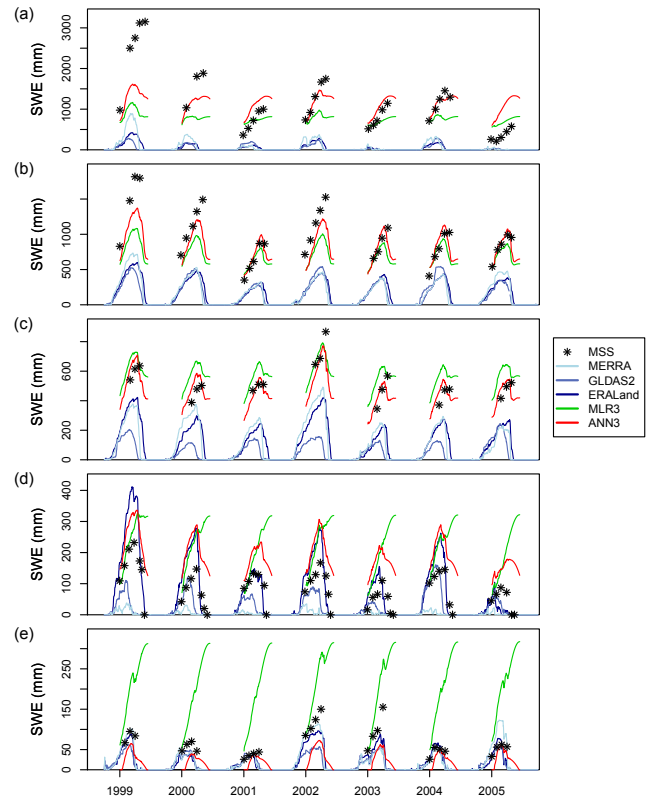 (a)
SWE (mm)
3000
2000
1000
0
(b)
SWE (mm)
1000
500
0
(c)
SWE (mm)
600
200
0
MSS
MERRA
GLDAS2
ERALand
MLR3
ANN3
(d)
SWE (mm)
400
300
200
100
0
(e)
SWE (mm)
250
150
50
0
1999 2000 2001 2002 2003 2004 2005